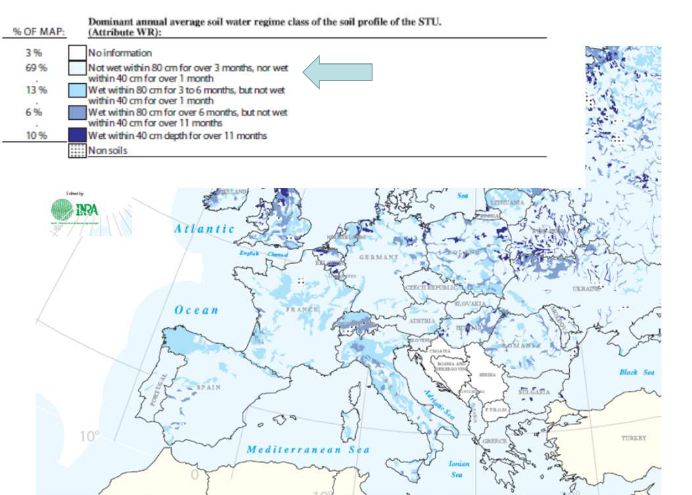 Dominant annual average soil water regime class of the soil profile of the STU.
% OF MAP: (Attribute WR):
3 % No information
69 % Not wet within 80 cm for over 3 months, nor wet
. within 40 cm for over 1 month
13 % Wet within 80 cm for 3 to 6 months, but not wet
. within 40 cm for over 1 month
6 % Wet within 80 cm for over 6 months, but not wet
. within 40 cm for over 11 months
10 % Wet within 40 cm depth for over 11 months
Non soils
Edited by
INRA
Sea
LITHUANIA
Atlantic
English Channel
GERMANY
UKRAINE
CZECH REPUBLIC
SLOVAKIA
Ocean
FRANCE
AUSTRIA
ROMANIA
CROATIA
BOSNIA AND
HERZEGOVINA
SERBIA
Black Sea
PORTUGAL
SPAIN
Adriatic Sea
BULGARIA
F.Y.R.O.M.
10°
TURKEY
GREECE
Mediterranean Sea
Ionian
Sea
0°
10°